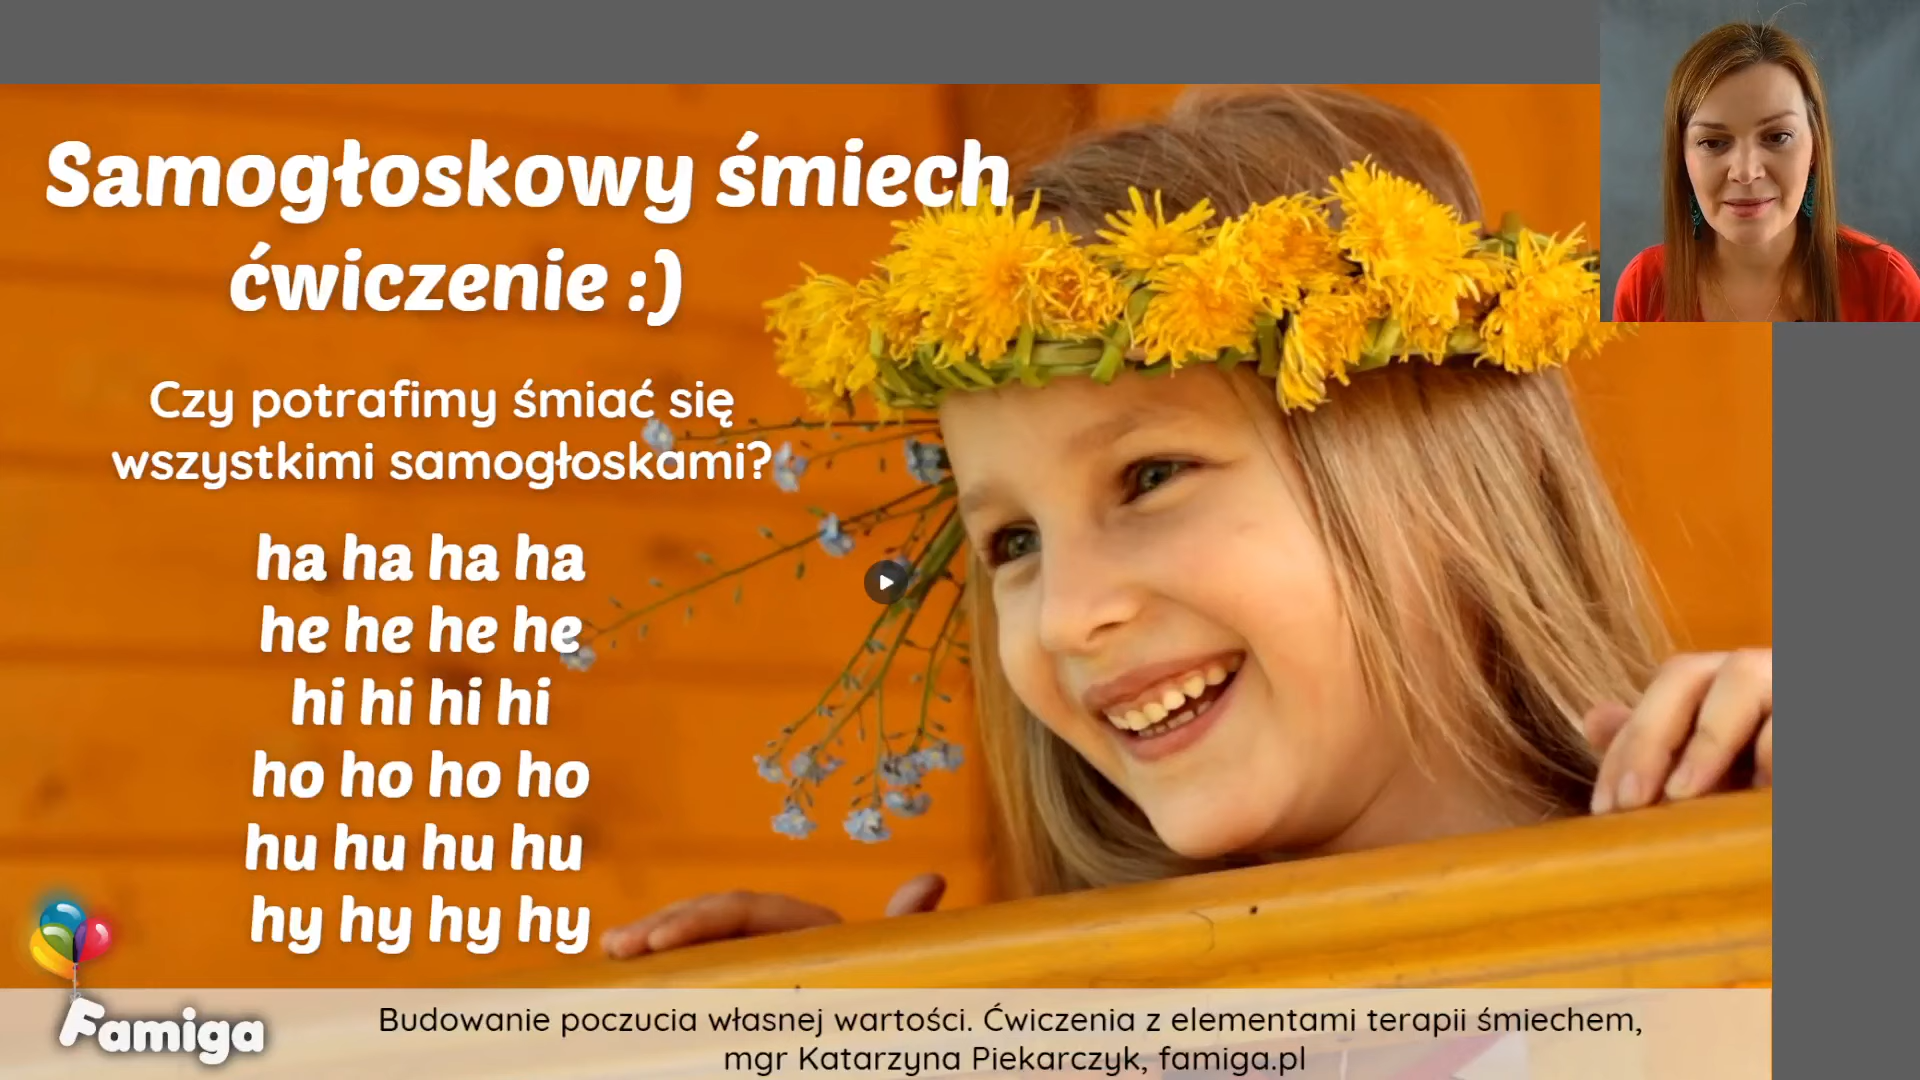 Samogłoskowy śmiech
ćwiczenie :)
Czy potrafimy śmiać się
wszystkimi samogłoskami?
ha ha ha ha
he he he he
hi hi hi hi
ho ho ho ho
hu hu hu hu
hy hy hy hy
Famiga
Budowanie poczucia własnej wartości. Ćwiczenia z elementami terapii śmiechem,
mgr Katarzyna Piekarczyk, famiga.pl